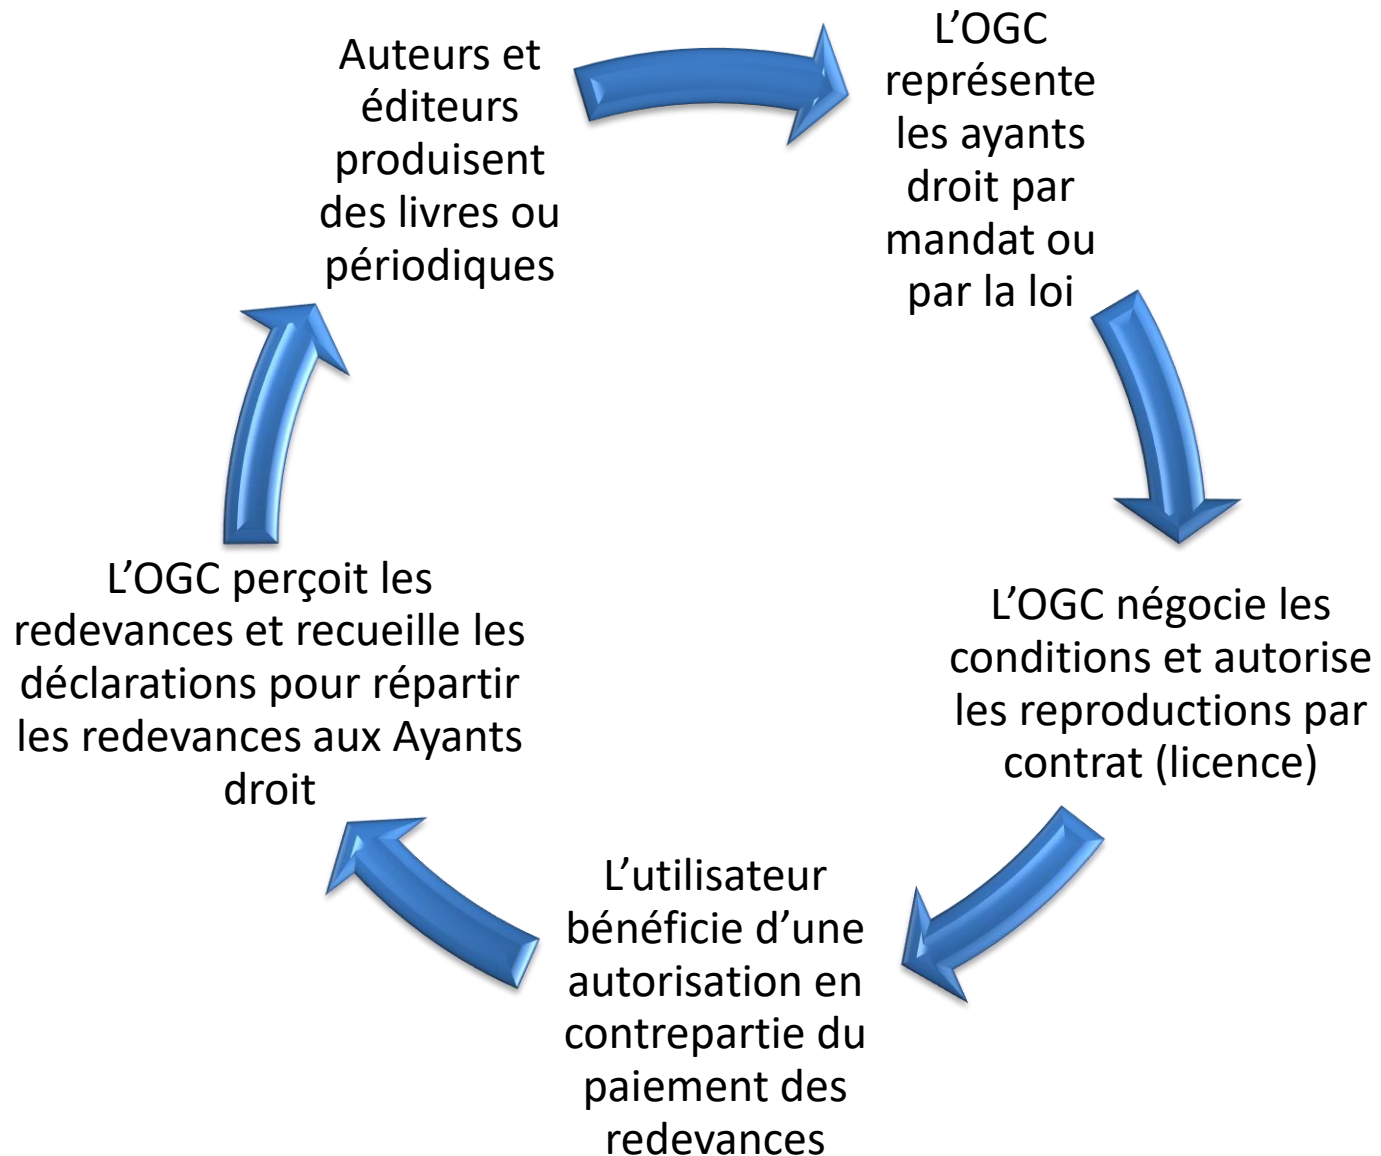 Auteurs et
éditeurs
produisent
des livres ou
périodiques
L’OGC
représente
les ayants
droit par
mandat ou
par la loi
L’OGC négocie les
conditions et autorise
les reproductions par
contrat (licence)
L’utilisateur
bénéficie d’une
autorisation en
contrepartie du
paiement des
redevances
L’OGC perçoit les
redevances et recueille les
déclarations pour répartir
les redevances aux Ayants
droit